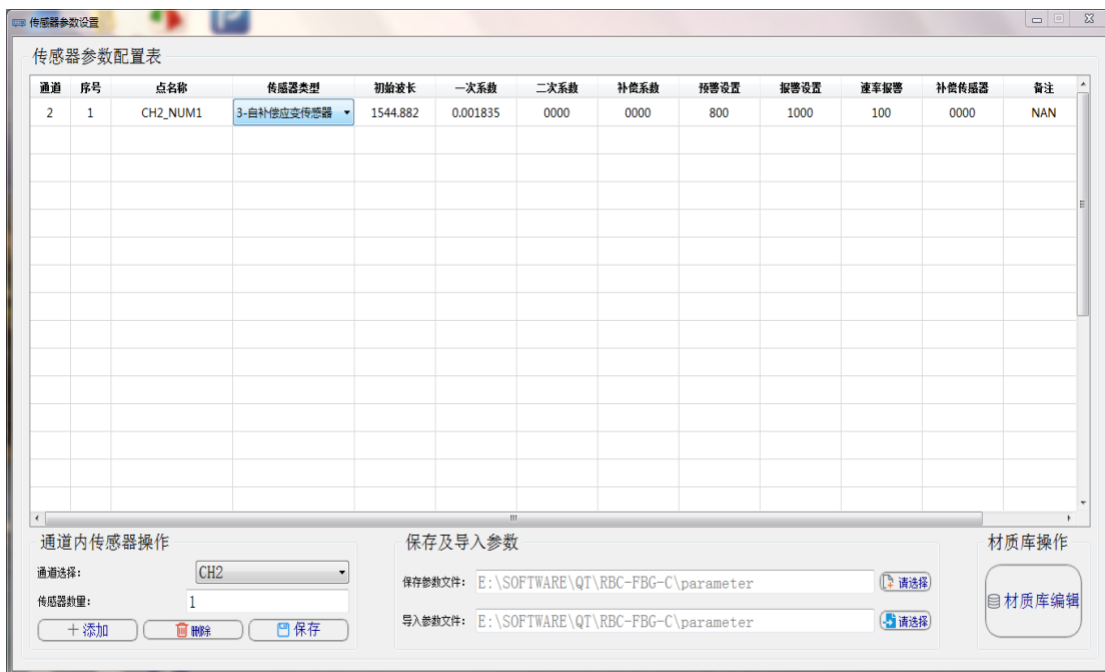 传感器参数设置
传感器参数配置表
通道 序号 点名称 传感器类型 初始波长 一次系数 二次系数 补偿系数 预警设置 报警设置 速率报警 补偿传感器 备注
2 1 CH2_NUM1 3-自补偿应变传感器 1544.882 0.001835 0000 0000 800 1000 100 0000 NAN
通道内传感器操作 保存及导入参数 材质库操作
通道选择: CH2 保存参数文件: E:\SOFTWARE\QT\RBC-FBG-C\parameter 请选择
传感器数量: 1 导入参数文件: E:\SOFTWARE\QT\RBC-FBG-C\parameter 请选择 材质库编辑
添加 删除 保存